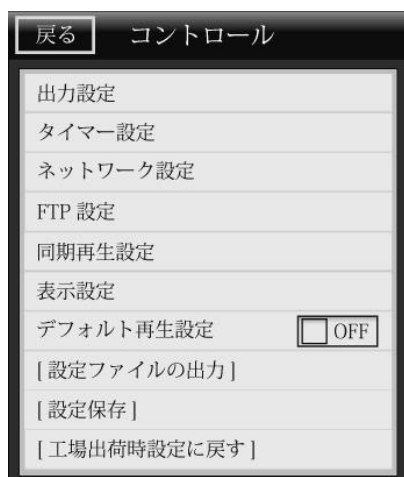 戻る コントロール
出力設定
タイマー設定
ネットワーク設定
FTP 設定
同期再生設定
表示設定
デフォルト再生設定 OFF
[ 設定ファイルの出力 ]
[ 設定保存 ]
[ 工場出荷時設定に戻す ]